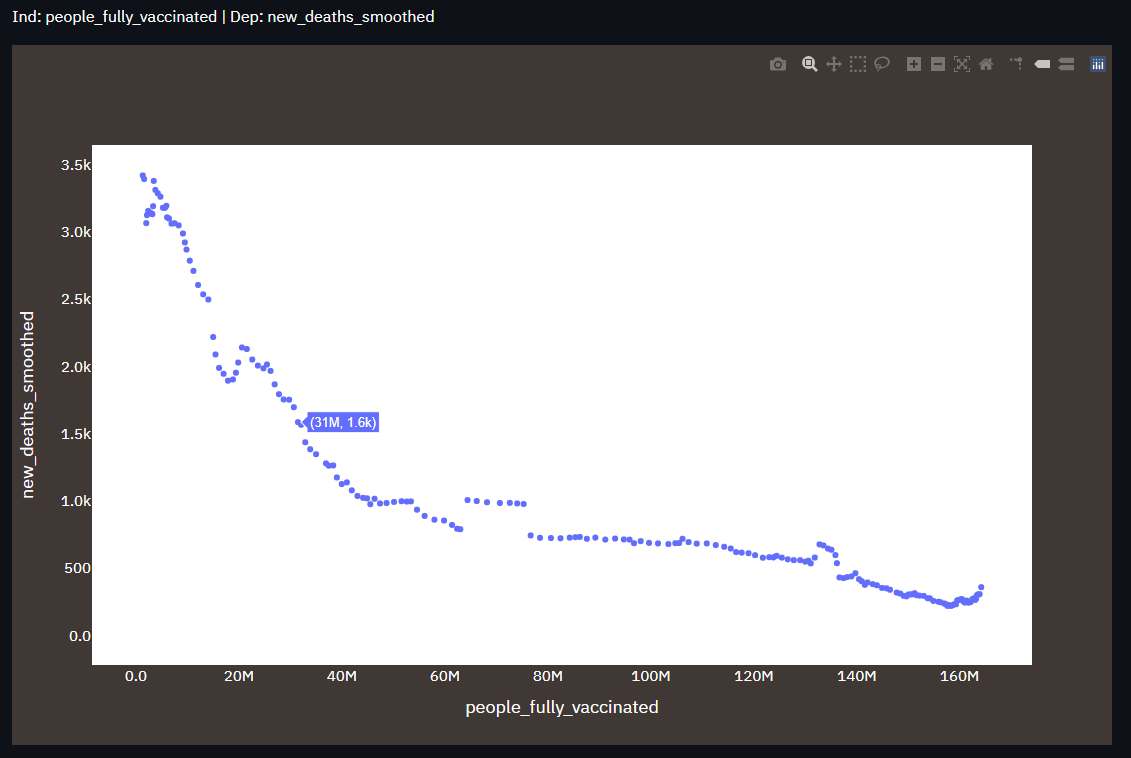 Ind: people_fully_vaccinated | Dep: new_deaths_smoothed
3.5k
3.0k
2.5k
2.0k
1.5k
1.0k
500
0.0
new_deaths_smoothed
(31M, 1.6k)
0.0 20M 40M 60M 80M 100M 120M 140M 160M
people_fully_vaccinated